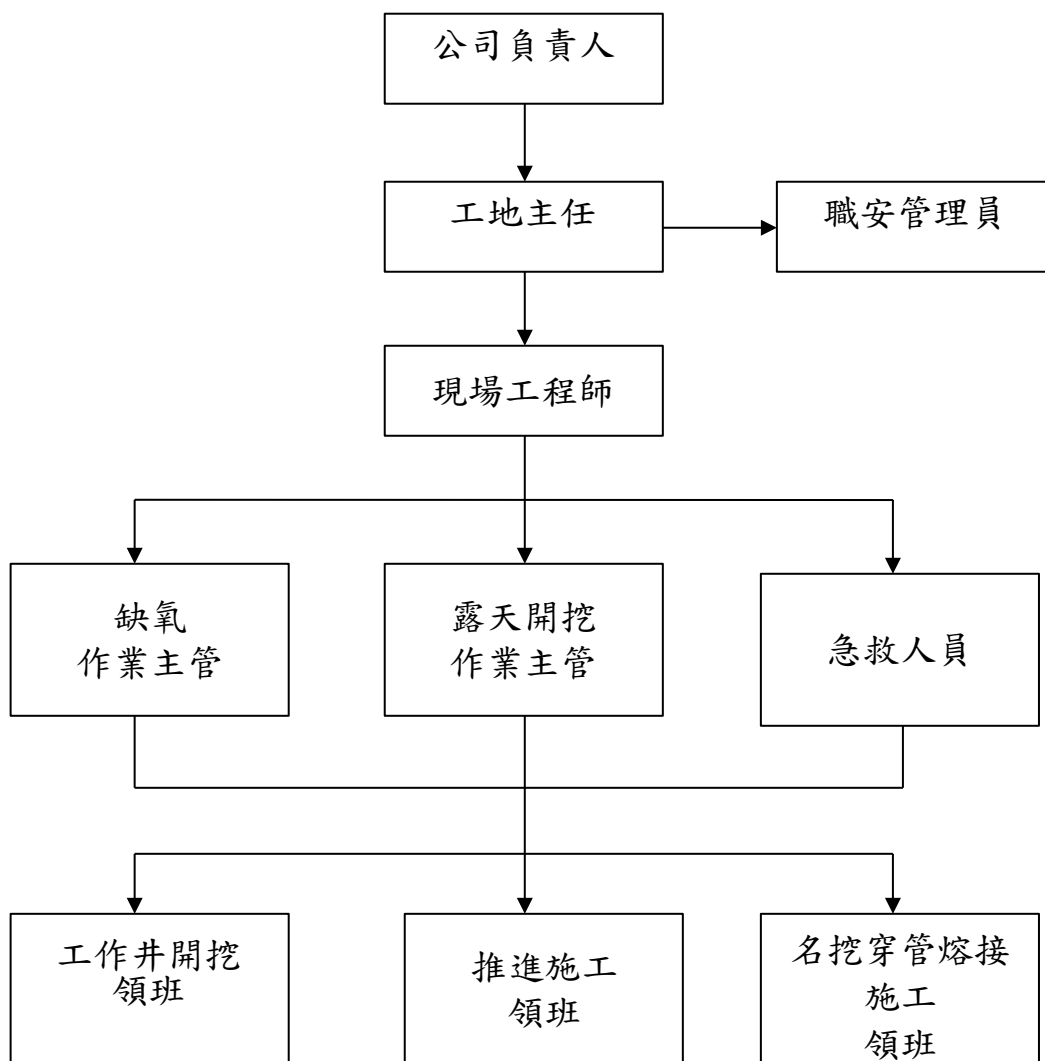 公司負責人
工地主任
職安管理員
現場工程師
缺氧
作業主管
露天開挖
作業主管
急救人員
工作井開挖
領班
推進施工
領班
名挖穿管熔接
施工
領班